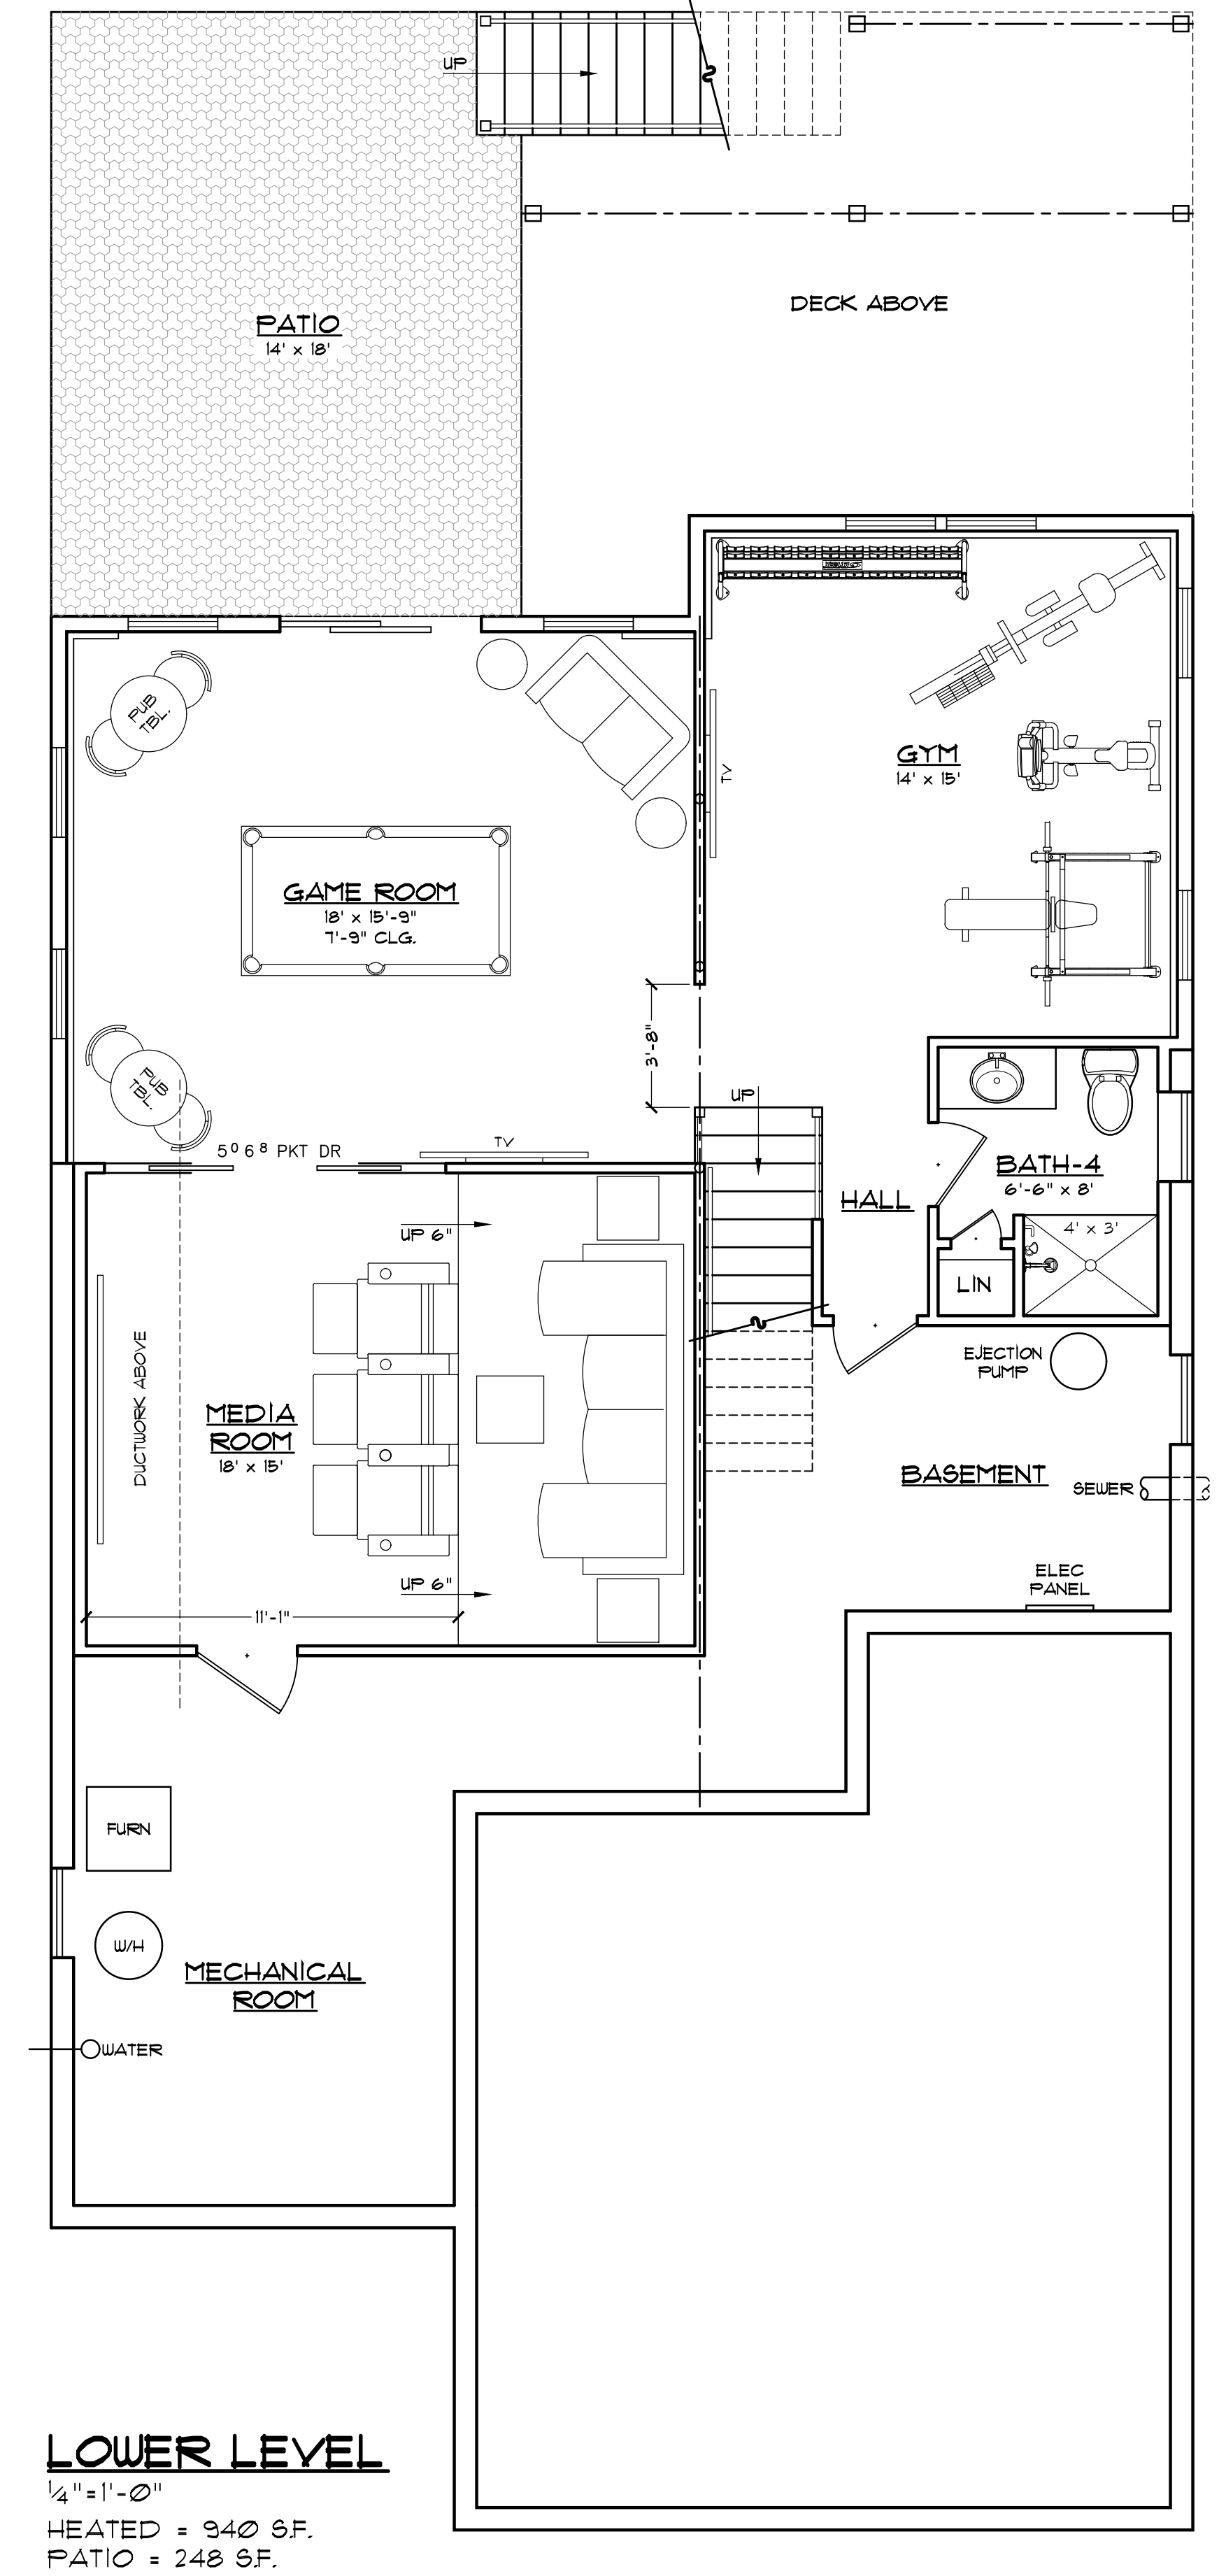 UP
DECK ABOVE
PATIO
14' x 18'
GYM
14' x 15'
TV
PUB
TBL.
GAME ROOM
18' x 15'-9"
7'-9" CLG.
3'-8"
PUB
TBL.
UP
5⁰ 6⁸ PKT DR
TV
BATH-4
6'-6" x 8'
HALL
4' x 3'
UP 6"
LIN
EJECTION
PUMP
DUCTWORK ABOVE
MEDIA
ROOM
18' x 15'
BASEMENT
SEWER
ELEC
PANEL
UP 6"
11'-1"
FURN
W/H
MECHANICAL
ROOM
WATER
LOWER LEVEL
¼"=1'-0"
HEATED = 940 S.F.
PATIO = 248 S.F.